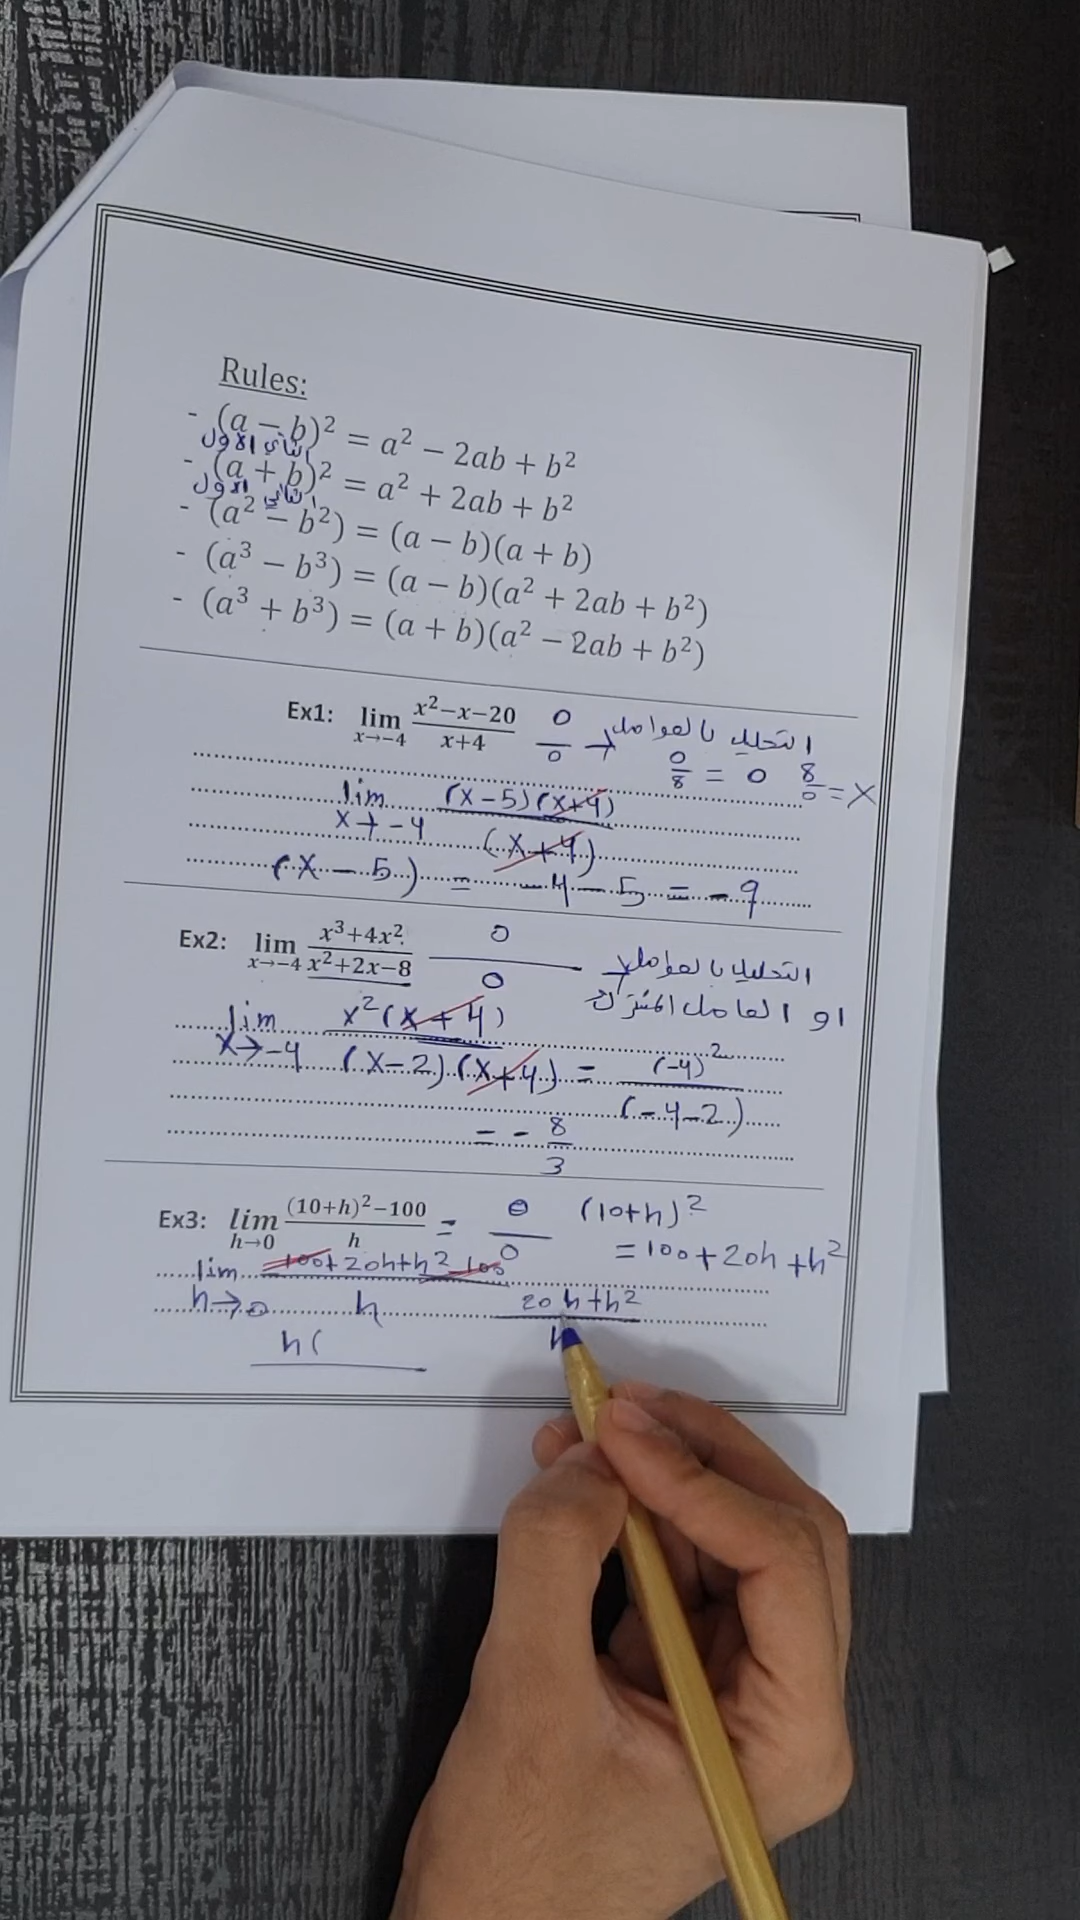 Rules:
- (a − b)² = a² − 2ab + b²
الأول الثاني
- (a + b)² = a² + 2ab + b²
الأول الثاني
- (a² − b²) = (a − b)(a + b)
- (a³ − b³) = (a − b)(a² + 2ab + b²)
- (a³ + b³) = (a + b)(a² − 2ab + b²)
Ex1: lim x→−4 (x²−x−20)/(x+4) 0/0 → التحليل بالعوامل
0/8 = 0 8/0 = X
lim x→−4 (x−5)(x+4)/(x+4)
(x − 5) = −4 − 5 = −9
Ex2: lim x→−4 (x³+4x²)/(x²+2x−8) 0/0 → التحليل بالعوامل
او العامل المشترك
lim x→−4 x²(x+4)/(x−2)(x+4) = (−4)²/(−4−2)
= − 8/3
Ex3: lim h→0 ((10+h)²−100)/h = 0/0 (10+h)²
= 100+20h+h²
lim h→0 (100+20h+h²−100)/h
(20h+h²)/h
h(